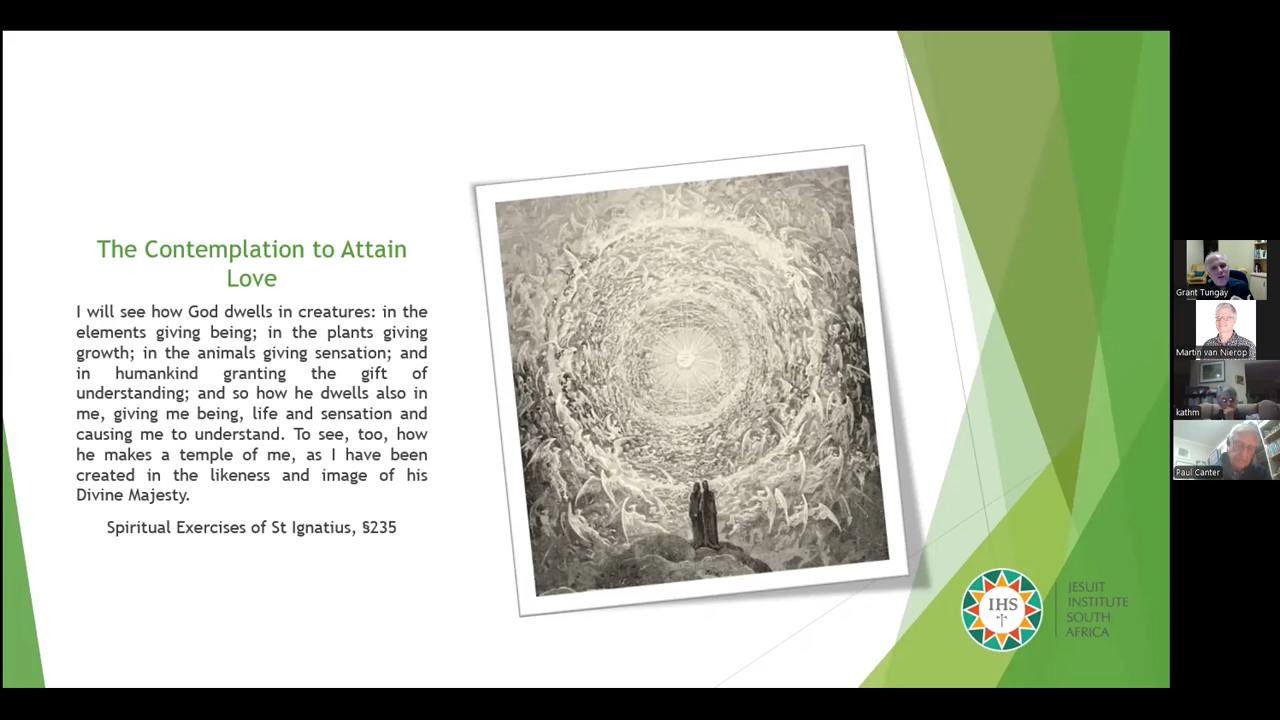 The Contemplation to Attain
Love
I will see how God dwells in creatures: in the
elements giving being; in the plants giving
growth; in the animals giving sensation; and
in humankind granting the gift of
understanding; and so how he dwells also in
me, giving me being, life and sensation and
causing me to understand. To see, too, how
he makes a temple of me, as I have been
created in the likeness and image of his
Divine Majesty.
Spiritual Exercises of St Ignatius, §235
IHS
JESUIT
INSTITUTE
SOUTH
AFRICA
Grant Tungay
Martin van Nierop
kathm
Paul Canter